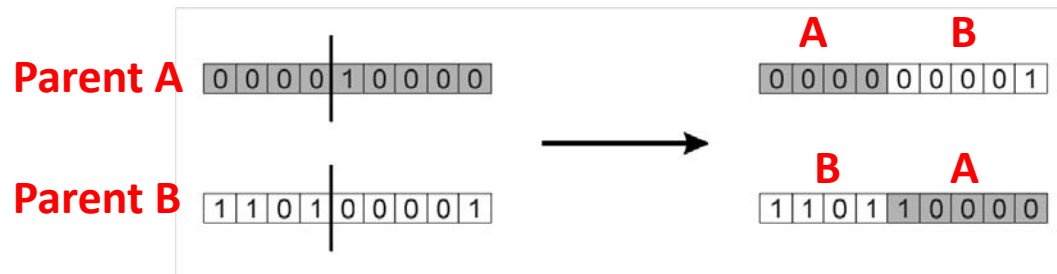 A B
Parent A 0 0 0 0 1 0 0 0 0 0 0 0 0 0 0 0 0 1
B A
Parent B 1 1 0 1 0 0 0 0 1 1 1 0 1 1 0 0 0 0